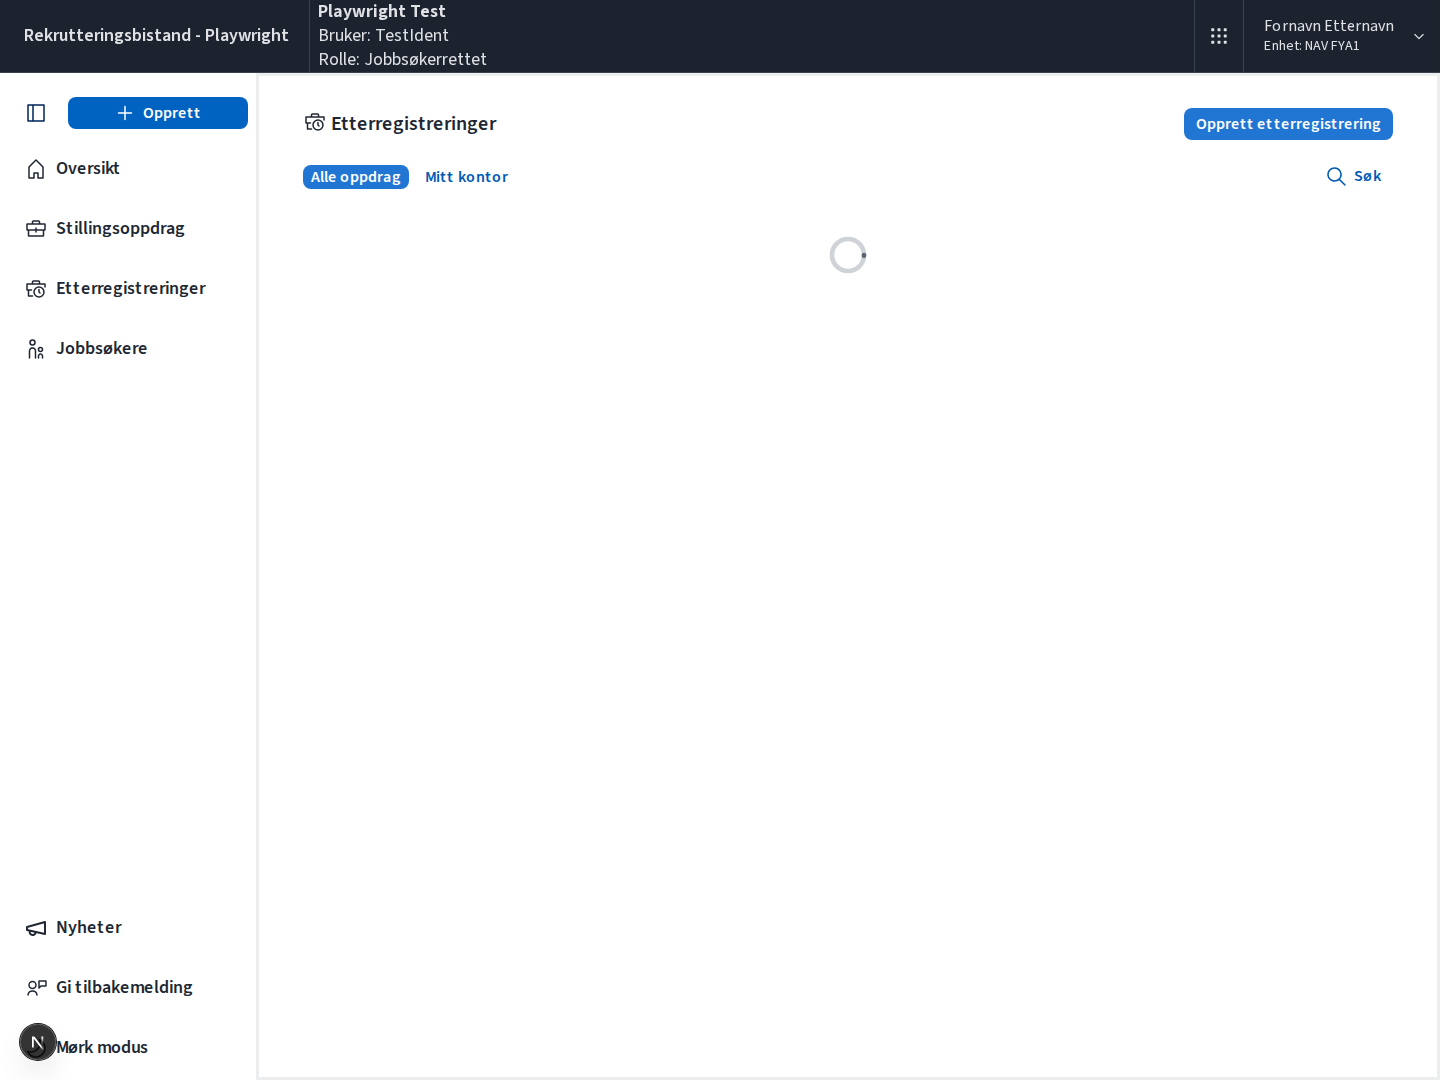 Rekrutteringsbistand - Playwright
Playwright Test
Bruker: TestIdent
Rolle: Jobbsøkerrettet
Fornavn Etternavn
Enhet: NAV FYA1
Opprett
Oversikt
Stillingsoppdrag
Etterregistreringer
Jobbsøkere
Nyheter
Gi tilbakemelding
N
Mørk modus
Etterregistreringer
Opprett etterregistrering
Alle oppdrag
Mitt kontor
Søk